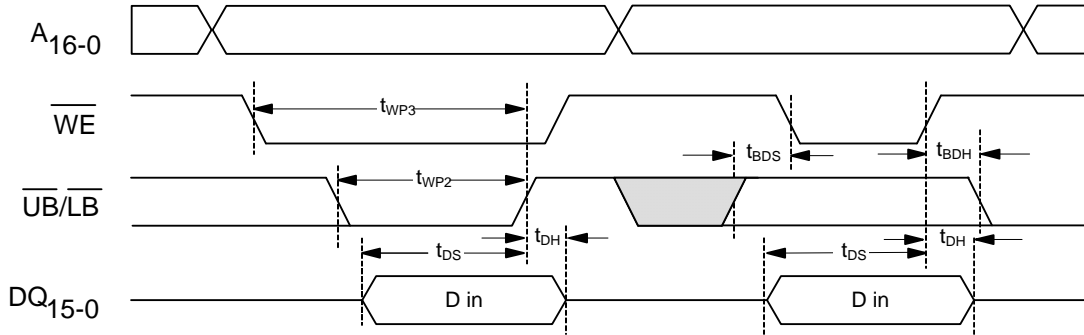 A16-0
WE
tWP3
tBDS
tBDH
UB/LB
tWP2
tDS
tDH
tDS
tDH
DQ15-0
D in
D in